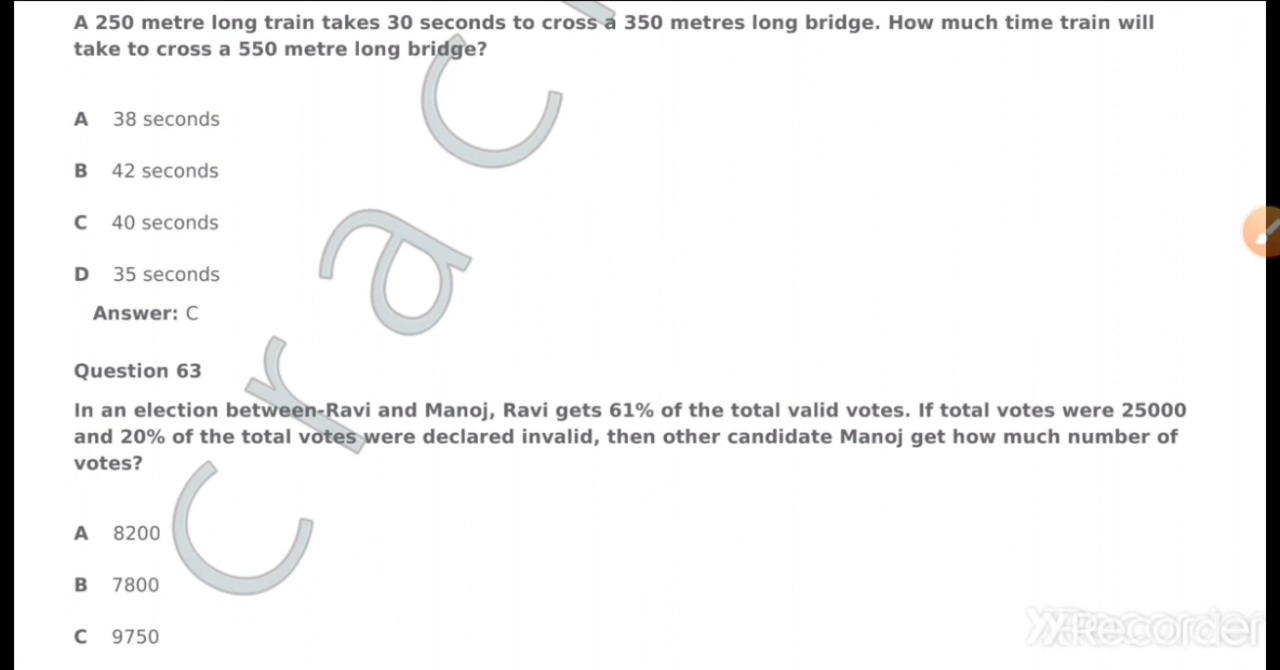 A 250 metre long train takes 30 seconds to cross a 350 metres long bridge. How much time train will
take to cross a 550 metre long bridge?
A 38 seconds
B 42 seconds
C 40 seconds
D 35 seconds
Answer: C
Question 63
In an election between-Ravi and Manoj, Ravi gets 61% of the total valid votes. If total votes were 25000
and 20% of the total votes were declared invalid, then other candidate Manoj get how much number of
votes?
A 8200
B 7800
C 9750
C r a c
XRecorder